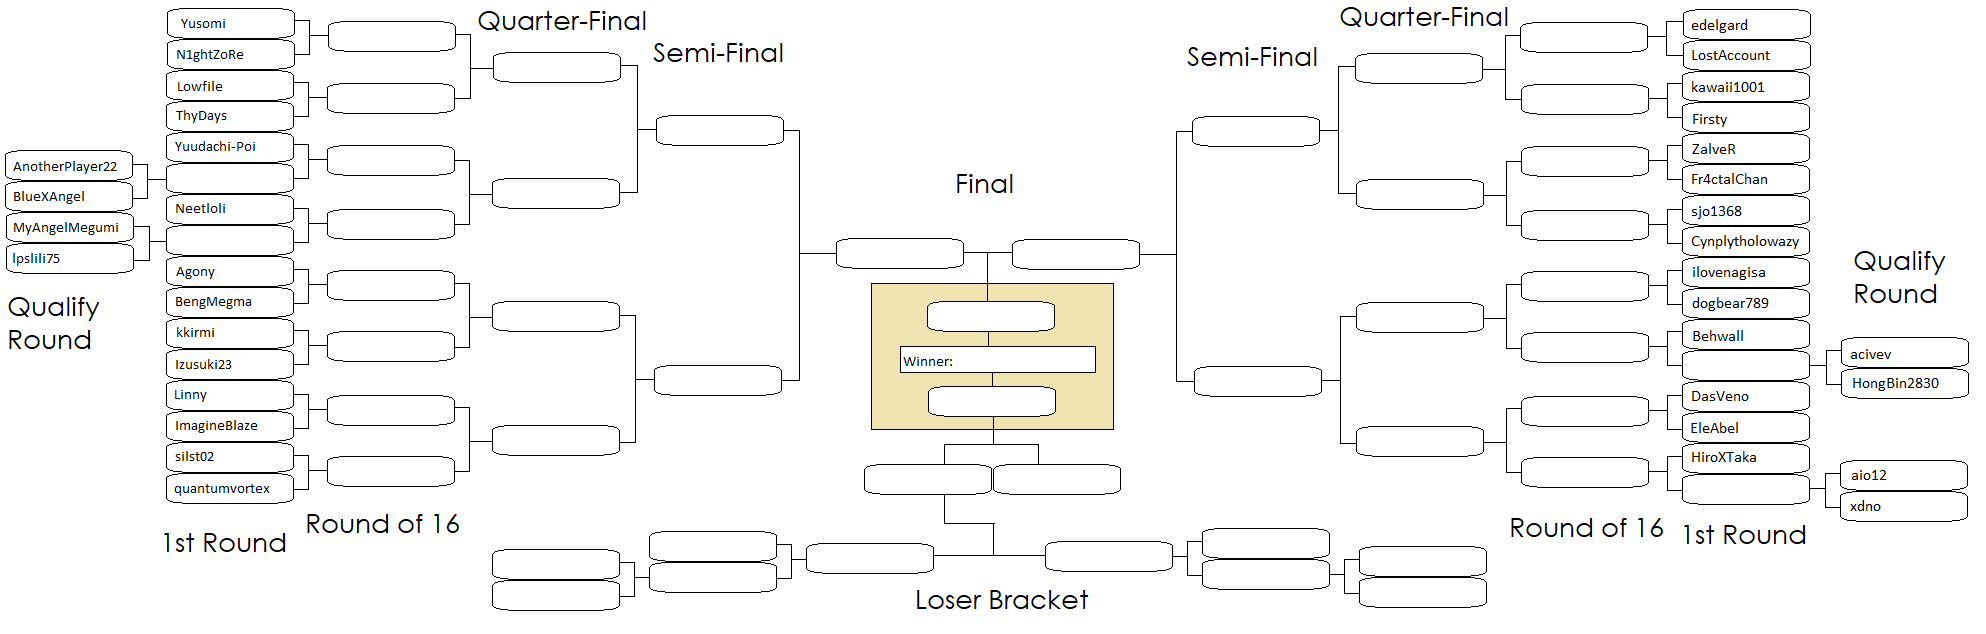 Quarter-Final
Semi-Final
Yusomi
N1ghtZoRe
Lowfile
ThyDays
Yuudachi-Poi
AnotherPlayer22
BlueXAngel
Neetloli
MyAngelMegumi
lpslili75
Agony
BengMegma
kkirmi
Izusuki23
Linny
ImagineBlaze
silst02
quantumvortex
Qualify
Round
1st Round
Round of 16
Final
Winner:
Loser Bracket
Quarter-Final
Semi-Final
edelgard
LostAccount
kawaii1001
Firsty
ZalveR
Fr4ctalChan
sjo1368
Cynplytholowazy
ilovenagisa
dogbear789
Behwall
acivev
HongBin2830
DasVeno
EleAbel
HiroXTaka
aio12
xdno
Qualify
Round
Round of 16
1st Round